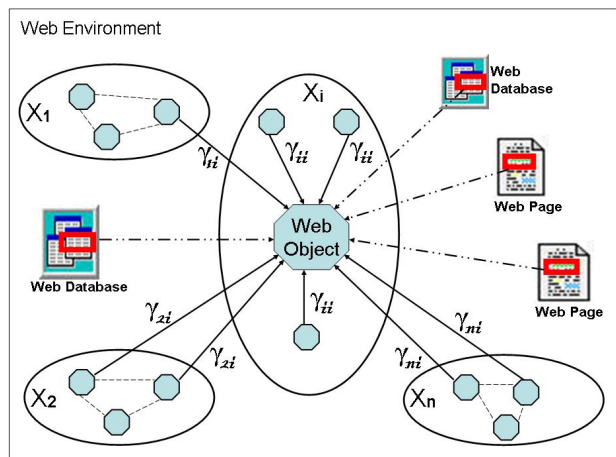 Web Environment
X1
Xi
Web
Database
γ1i
γii
γii
Web Page
Web
Object
Web Database
Web Page
γ2i
γ2i
γii
γni
γni
X2
Xn